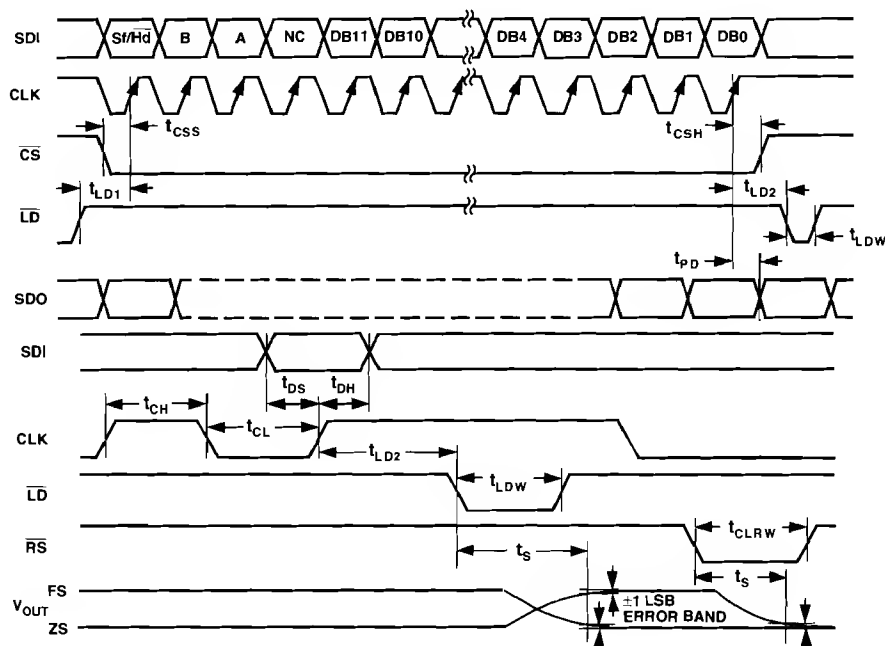 SDI Sf/Hd B A NC DB11 DB10 DB4 DB3 DB2 DB1 DB0
CLK
tCSS tCSH
CS
tLD1 tLD2
LD
tLDW
tPD
SDO
SDI
tDS tDH
tCH
tCL
CLK
tLD2
tLDW
LD
tCLRW
RS
tS tS
FS
VOUT ±1 LSB
ERROR BAND
ZS